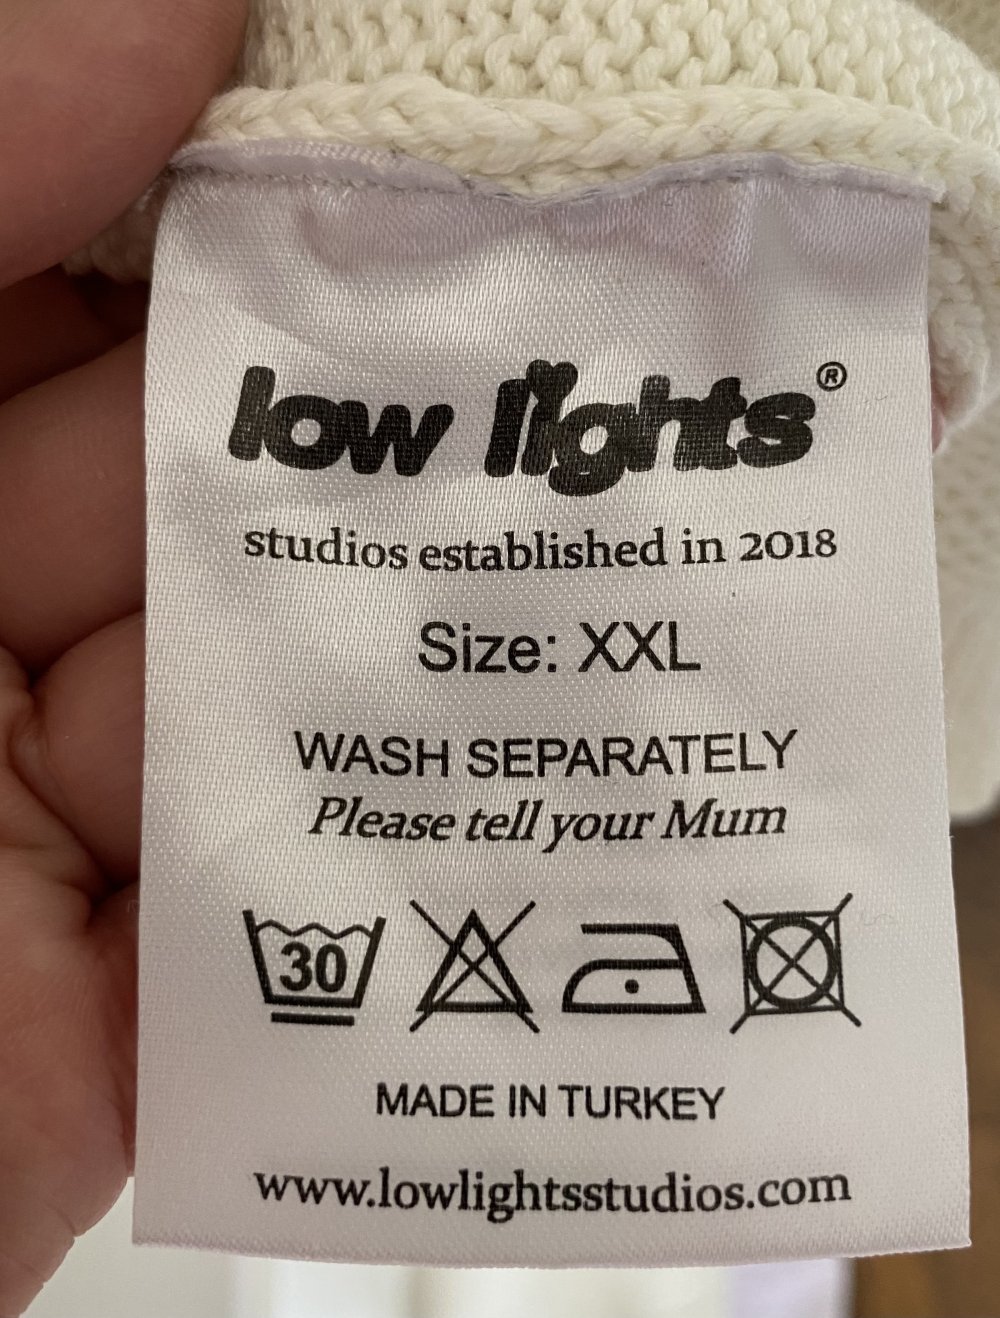 low lights®
studios established in 2018
Size: XXL
WASH SEPARATELY
Please tell your Mum
30
MADE IN TURKEY
www.lowlightsstudios.com